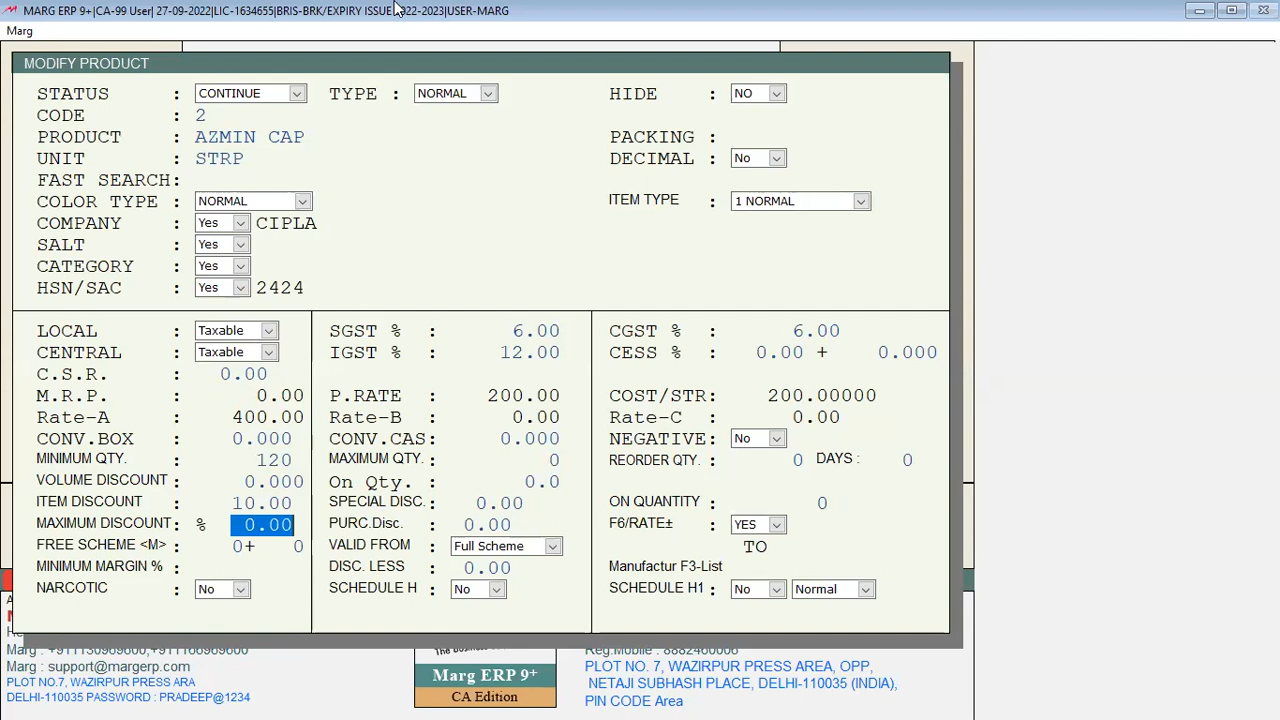 MARG ERP 9+|CA-99 User| 27-09-2022|LIC-1634655|BRIS-BRK/EXPIRY ISSUE 022-2023|USER-MARG
Marg
MODIFY PRODUCT
STATUS : CONTINUE TYPE : NORMAL HIDE : NO
CODE : 2
PRODUCT : AZMIN CAP PACKING :
UNIT : STRP DECIMAL : No
FAST SEARCH:
COLOR TYPE : NORMAL ITEM TYPE : 1 NORMAL
COMPANY : Yes CIPLA
SALT : Yes
CATEGORY : Yes
HSN/SAC : Yes 2424
LOCAL : Taxable SGST % : 6.00 CGST % : 6.00
CENTRAL : Taxable IGST % : 12.00 CESS % : 0.00 + 0.000
C.S.R. : 0.00
M.R.P. : 0.00 P.RATE : 200.00 COST/STR: 200.00000
Rate-A : 400.00 Rate-B : 0.00 Rate-C : 0.00
CONV.BOX : 0.000 CONV.CAS: 0.000 NEGATIVE: No
MINIMUM QTY. : 120 MAXIMUM QTY. : 0 REORDER QTY. : 0 DAYS : 0
VOLUME DISCOUNT : 0.000 On Qty. : 0.0
ITEM DISCOUNT : 10.00 SPECIAL DISC. : 0.00 ON QUANTITY : 0
MAXIMUM DISCOUNT : % 0.00 PURC.Disc. : 0.00 F6/RATE± : YES
FREE SCHEME <M> : 0+ 0 VALID FROM : Full Scheme TO
MINIMUM MARGIN % : DISC. LESS : 0.00 Manufactur F3-List
NARCOTIC : No SCHEDULE H : No SCHEDULE H1 : No Normal
Marg : +911130969600,+911166969600
Marg : support@margerp.com
PLOT NO. 7, WAZIRPUR PRESS ARA
DELHI-110035 PASSWORD : PRADEEP@1234
Marg ERP 9+
CA Edition
Reg.Mobile : 8882460006
PLOT NO. 7, WAZIRPUR PRESS AREA, OPP,
NETAJI SUBHASH PLACE, DELHI-110035 (INDIA),
PIN CODE Area